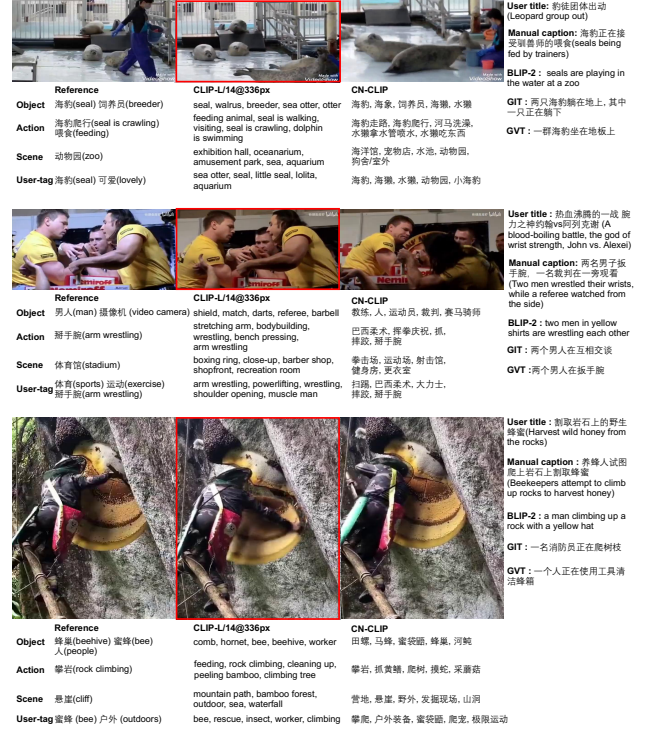 User title : 豹徒团体出动
(Leopard group out)
Manual caption: 海豹正在接
受驯兽师的喂食(seals being
fed by trainers)
BLIP-2 : seals are playing in
the water at a zoo
GIT : 两只海豹躺在地上, 其中
一只正在躺下
GVT : 一群海豹坐在地板上
Reference
CLIP-L/14@336px
CN-CLIP
Object
海豹(seal) 饲养员(breeder)
seal, walrus, breeder, sea otter, otter
海豹, 海象, 饲养员, 海獭, 水獭
Action
海豹爬行(seal is crawling)
喂食(feeding)
feeding animal, seal is walking,
visiting, seal is crawling, dolphin
is swimming
海豹走路, 海豹爬行, 河马洗澡,
水獭拿水管喷水, 水獭吃东西
Scene
动物园(zoo)
exhibition hall, oceanarium,
amusement park, sea, aquarium
海洋馆, 宠物店, 水池, 动物园,
狗舍/室外
User-tag
海豹(seal) 可爱(lovely)
sea otter, seal, little seal, lolita,
aquarium
海豹, 海獭, 水獭, 动物园, 小海豹
User title : 热血沸腾的一战 腕
力之神约翰vs阿列克谢 (A
blood-boiling battle, the god of
wrist strength, John vs. Alexei)
Manual caption: 两名男子扳
手腕，一名裁判在一旁观看
(Two men wrestled their wrists,
while a referee watched from
the side)
BLIP-2 : two men in yellow
shirts are wrestling each other
GIT : 两个男人在互相交谈
GVT :两个男人在扳手腕
Reference
CLIP-L/14@336px
CN-CLIP
Object
男人(man) 摄像机 (video camera)
shield, match, darts, referee, barbell
教练, 人, 运动员, 裁判, 赛马骑师
Action
掰手腕(arm wrestling)
stretching arm, bodybuilding,
wrestling, bench pressing,
arm wrestling
巴西柔术, 挥拳庆祝, 抓,
摔跤, 掰手腕
Scene
体育馆(stadium)
boxing ring, close-up, barber shop,
shopfront, recreation room
拳击场, 运动场, 射击馆,
健身房, 更衣室
User-tag
体育(sports) 运动(exercise)
掰手腕(arm wrestling)
arm wrestling, powerlifting, wrestling,
shoulder opening, muscle man
扫踢, 巴西柔术, 大力士,
摔跤, 掰手腕
User title : 割取岩石上的野生
蜂蜜(Harvest wild honey from
the rocks)
Manual caption : 养蜂人试图
爬上岩石上割取蜂蜜
(Beekeepers attempt to climb
up rocks to harvest honey)
BLIP-2 : a man climbing up a
rock with a yellow hat
GIT : 一名消防员正在爬树枝
GVT : 一个人正在使用工具清
洁蜂箱
Reference
CLIP-L/14@336px
CN-CLIP
Object
蜂巢(beehive) 蜜蜂(bee)
人(people)
comb, hornet, bee, beehive, worker
田螺, 马蜂, 蜜袋鼯, 蜂巢, 河鲀
Action
攀岩(rock climbing)
feeding, rock climbing, cleaning up,
peeling bamboo, climbing tree
攀岩, 抓黄鳝, 爬树, 摸蛇, 采蘑菇
Scene
悬崖(cliff)
mountain path, bamboo forest,
outdoor, sea, waterfall
营地, 悬崖, 野外, 发掘现场, 山洞
User-tag
蜜蜂 (bee) 户外 (outdoors)
bee, rescue, insect, worker, climbing
攀爬, 户外装备, 蜜袋鼯, 爬宠, 极限运动